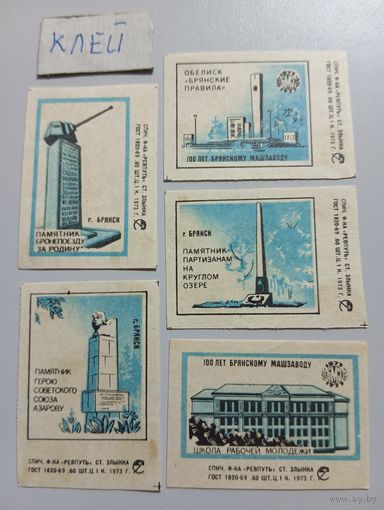 КЛЕЙ
ОБЕЛИСК
«БРЯНСКИЕ
ПРАВИЛА»
100 ЛЕТ БРЯНСКОМУ МАШЗАВОДУ
СПИЧ. Ф-КА «РЕВПУТЬ» СТ. ЗЛЫНКА
ГОСТ 1820-69. 60 ШТ. Ц. 1 К. 1973 Г.
г. БРЯНСК
ПАМЯТНИК
БРОНЕПОЕЗДУ
ЗА РОДИНУ"
СПИЧ. Ф-КА «РЕВПУТЬ» СТ. ЗЛЫНКА
ГОСТ 1820-69. 60 ШТ. Ц. 1 К. 1973 Г.
г. БРЯНСК
ПАМЯТНИК
ПАРТИЗАНАМ
НА
КРУГЛОМ
ОЗЕРЕ
СПИЧ. Ф-КА «РЕВПУТЬ» СТ. ЗЛЫНКА
ГОСТ 1820-69. 60 ШТ. Ц. 1 К. 1973 Г.
г. БРЯНСК
ПАМЯТНИК
ГЕРОЮ
СОВЕТСКОГО
СОЮЗА
АЗАРОВУ
СПИЧ. Ф-КА «РЕВПУТЬ» СТ. ЗЛЫНКА
ГОСТ 1820-69 .60 ШТ. Ц. 1 К. 1973 Г.
100 ЛЕТ БРЯНСКОМУ МАШЗАВОДУ
ШКОЛА РАБОЧЕЙ МОЛОДЕЖИ
СПИЧ. Ф-КА «РЕВПУТЬ» СТ. ЗЛЫНКА
ГОСТ 1820-69 .60 ШТ. Ц. 1 К. 1973 Г.
ay.by